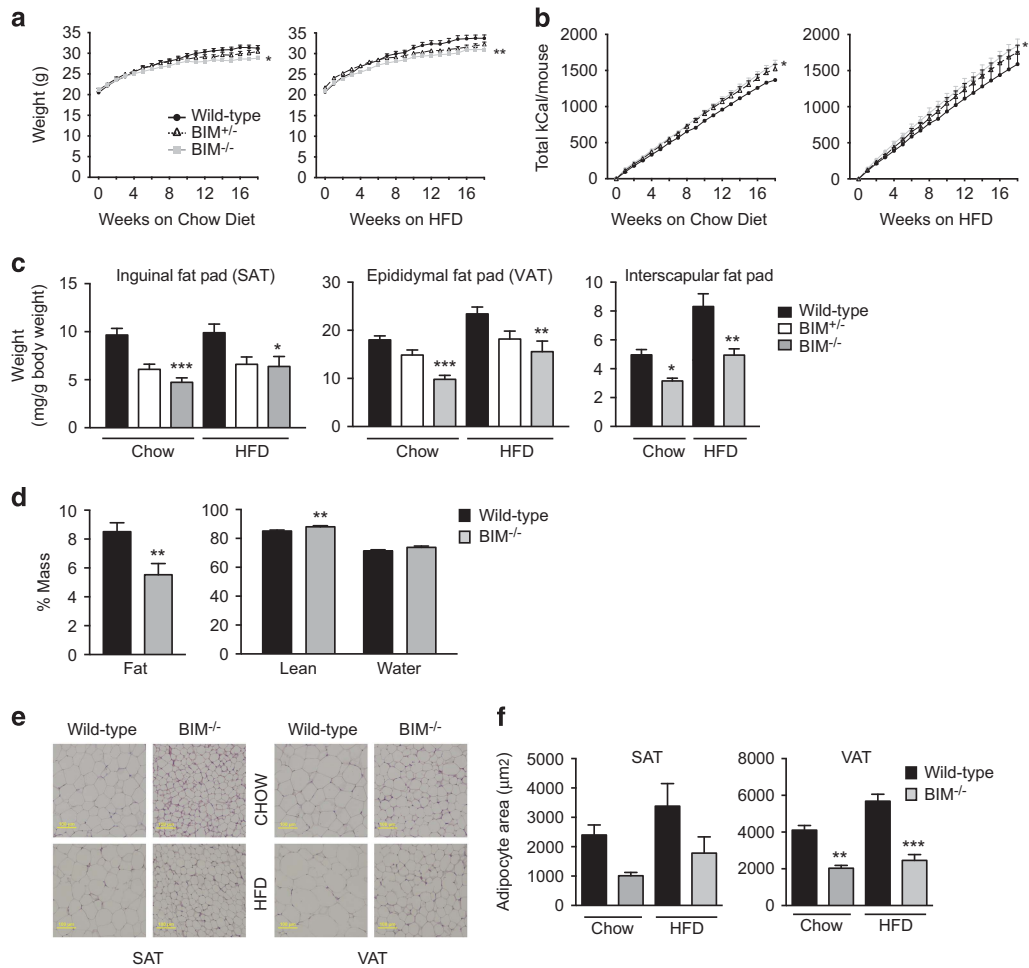 a
35
30
25
20
15
10
5
0
Weight (g)
Wild-type
BIM+/-
BIM-/-
*
0 4 8 12 16
Weeks on Chow Diet
35
30
25
20
15
10
5
0
**
0 4 8 12 16
Weeks on HFD
b
2000
1500
1000
500
0
Total kCal/mouse
*
0 4 8 12 16
Weeks on Chow Diet
2000
1500
1000
500
0
*
0 4 8 12 16
Weeks on HFD
c
Inguinal fat pad (SAT)
Weight
(mg/g body weight)
15
10
5
0
***
*
Chow HFD
Epididymal fat pad (VAT)
30
20
10
0
***
**
Chow HFD
Interscapular fat pad
10
8
6
4
2
0
*
**
Chow HFD
Wild-type
BIM+/-
BIM-/-
d
% Mass
10
8
6
4
2
0
**
Fat
100
80
60
40
20
0
**
Lean Water
Wild-type
BIM-/-
e
Wild-type BIM-/- Wild-type BIM-/-
CHOW
HFD
SAT VAT
f
SAT
Adipocyte area (µm2)
5000
4000
3000
2000
1000
0
Chow HFD
VAT
8000
6000
4000
2000
0
**
***
Chow HFD
Wild-type
BIM-/-